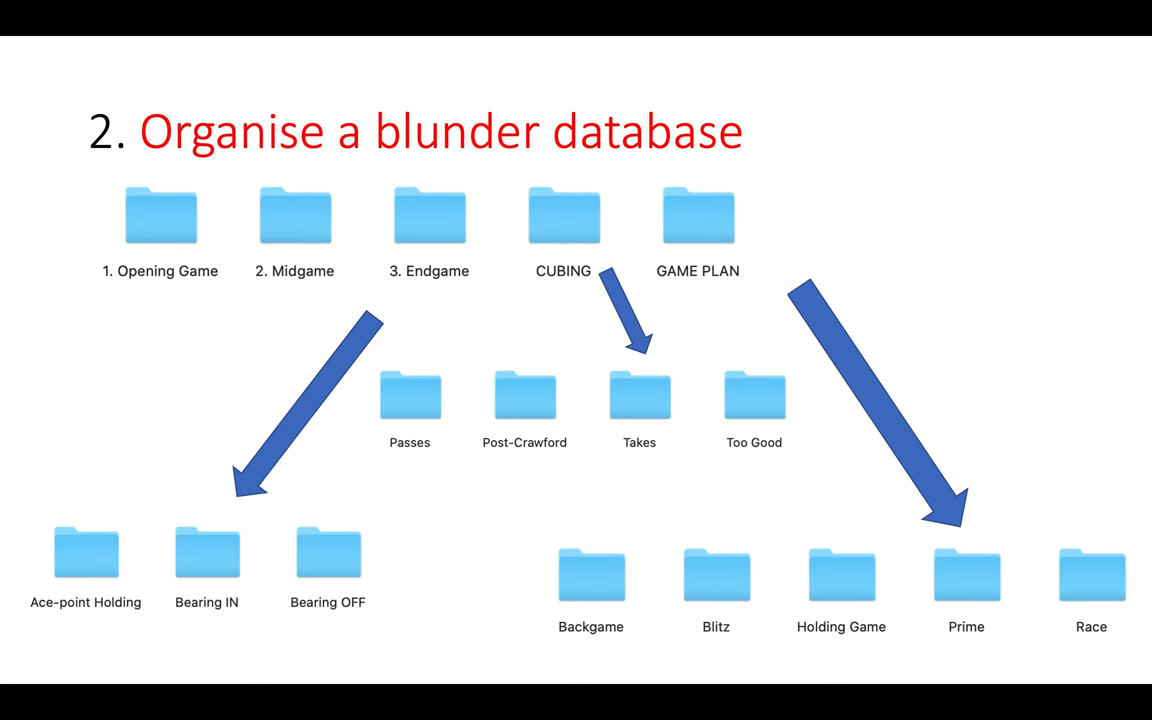 2. Organise a blunder database
1. Opening Game
2. Midgame
3. Endgame
CUBING
GAME PLAN
Passes
Post-Crawford
Takes
Too Good
Ace-point Holding
Bearing IN
Bearing OFF
Backgame
Blitz
Holding Game
Prime
Race